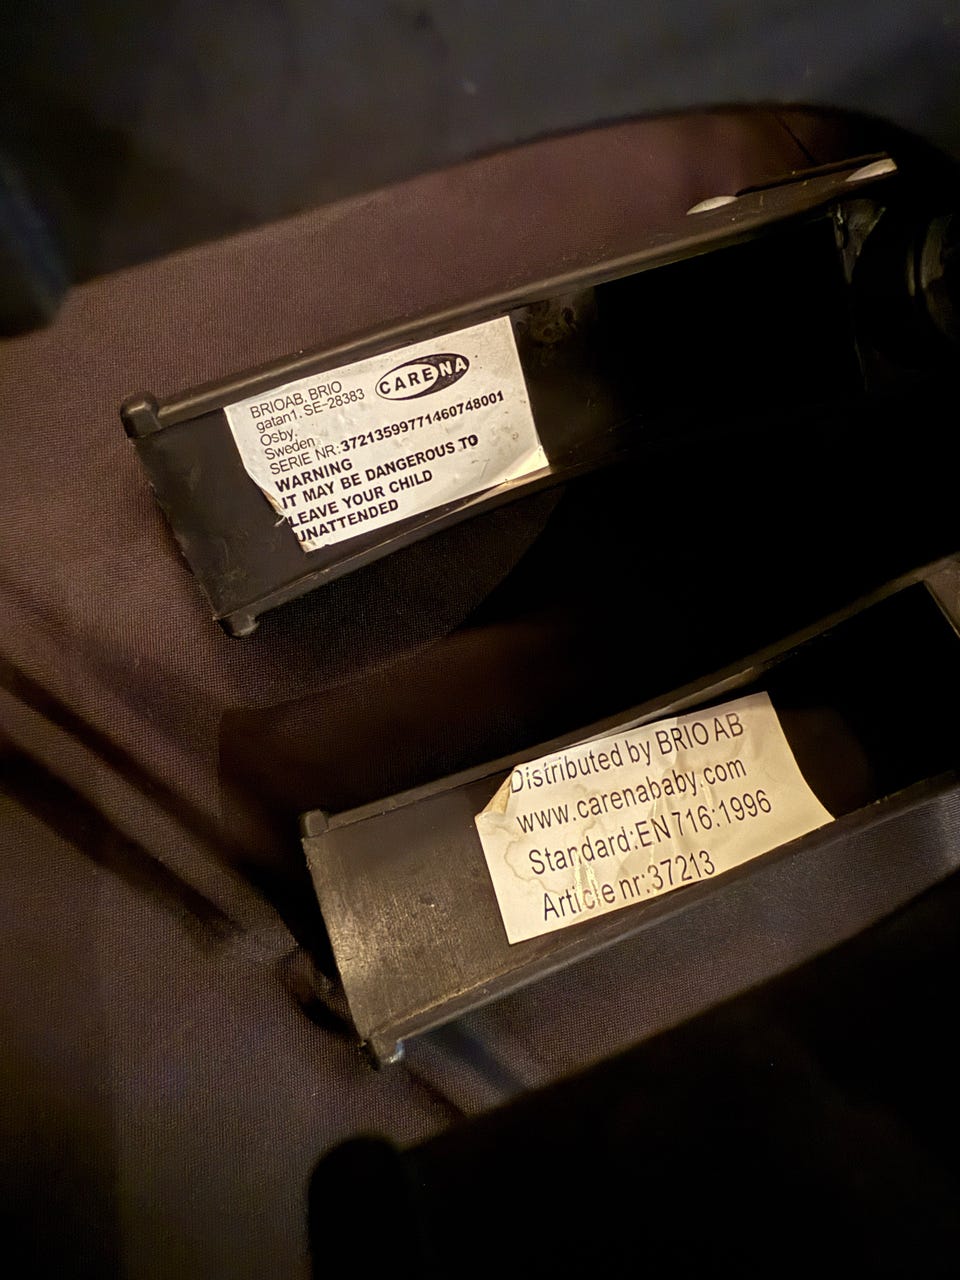 BRIOAB, BRIO
gatan1, SE-28383
Osby,
Sweden
CARENA
SERIE NR:37213599771460748001
WARNING
IT MAY BE DANGEROUS TO
LEAVE YOUR CHILD
UNATTENDED
Distributed by BRIO AB
www.carenababy.com
Standard:EN 716:1996
Article nr:37213